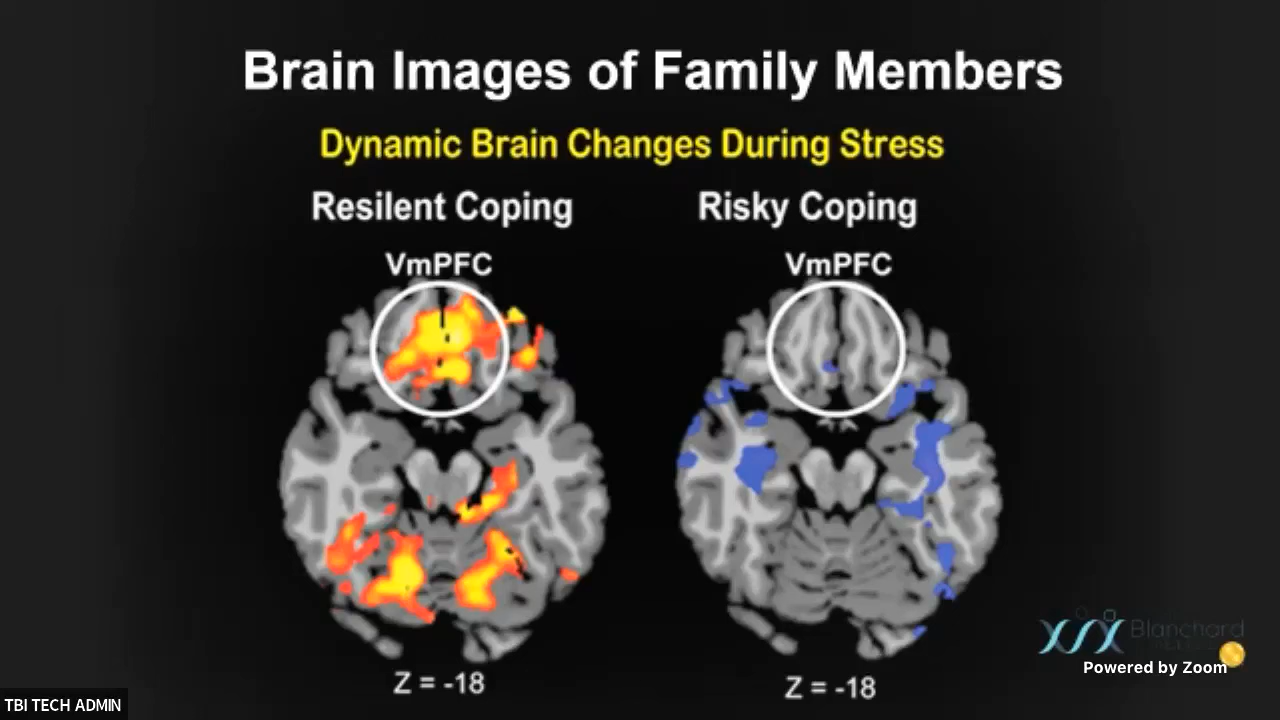 Brain Images of Family Members
Dynamic Brain Changes During Stress
Resilent Coping
Risky Coping
VmPFC
VmPFC
Z = -18
Z = -18
Blanchard
Powered by Zoom
TBI TECH ADMIN